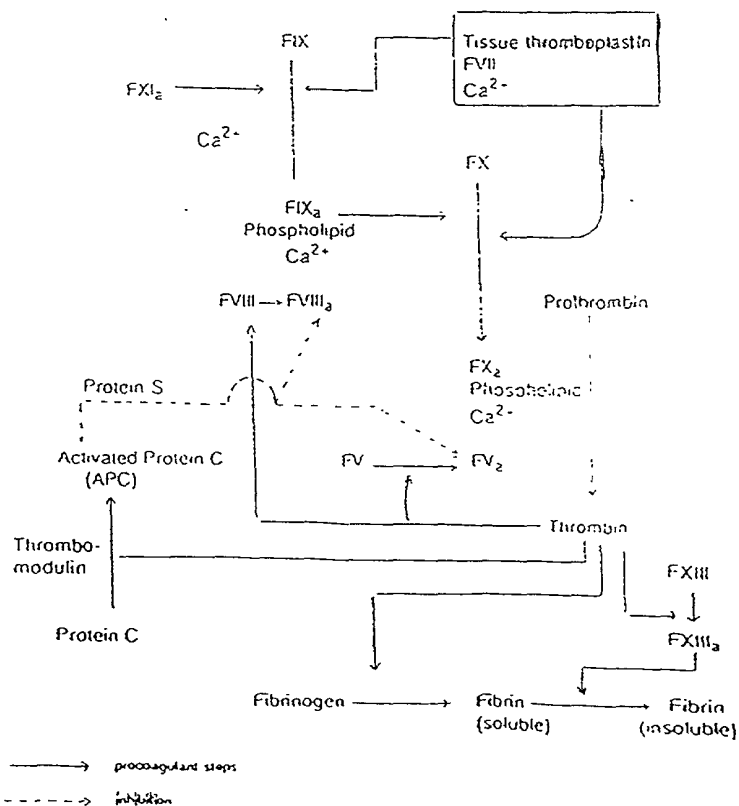 FIX
Tissue thromboplastin
FVII
Ca²⁻
FXIₐ
Ca²⁺
FX
FIXₐ
Phospholipid
Ca²⁺
FVIII
FVIIIₐ
Prothrombin
FXₐ
Phospholipid
Ca²⁻
Protein S
Activated Protein C
(APC)
FV
FVₐ
Thrombin
Thrombo-
modulin
FXIII
Protein C
FXIIIₐ
Fibrinogen
Fibrin
(soluble)
Fibrin
(insoluble)
procoagulant steps
inhibition